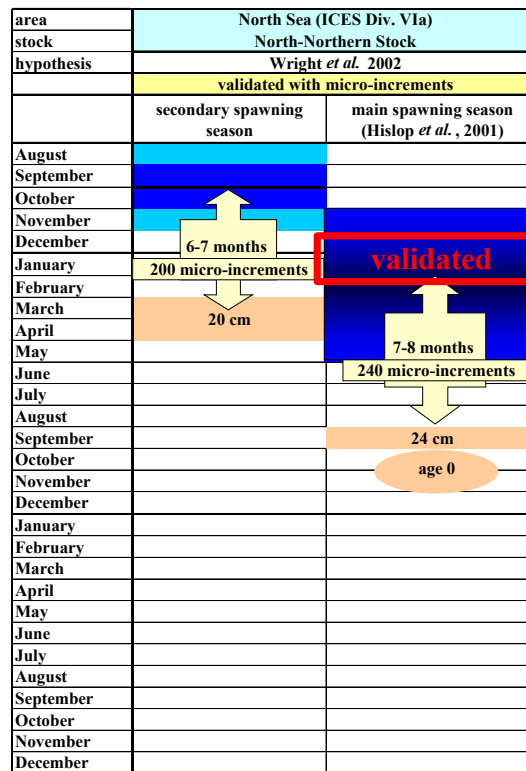 area North Sea (ICES Div. VIa)
stock North-Northern Stock
hypothesis Wright et al. 2002
validated with micro-increments
secondary spawning season
main spawning season (Hislop et al. , 2001)
August
September
October
November
December
6-7 months
validated
January
200 micro-increments
February
March
20 cm
April
7-8 months
May
June
240 micro-increments
July
August
September
24 cm
October
age 0
November
December
January
February
March
April
May
June
July
August
September
October
November
December